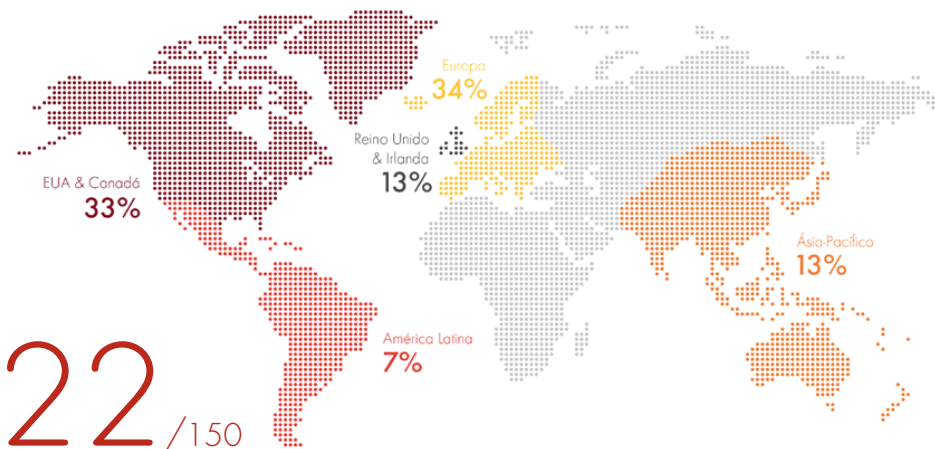 Europa
34%
Reino Unido
& Irlanda
13%
EUA & Canadá
33%
Ásia-Pacífico
13%
América Latina
7%
22/150